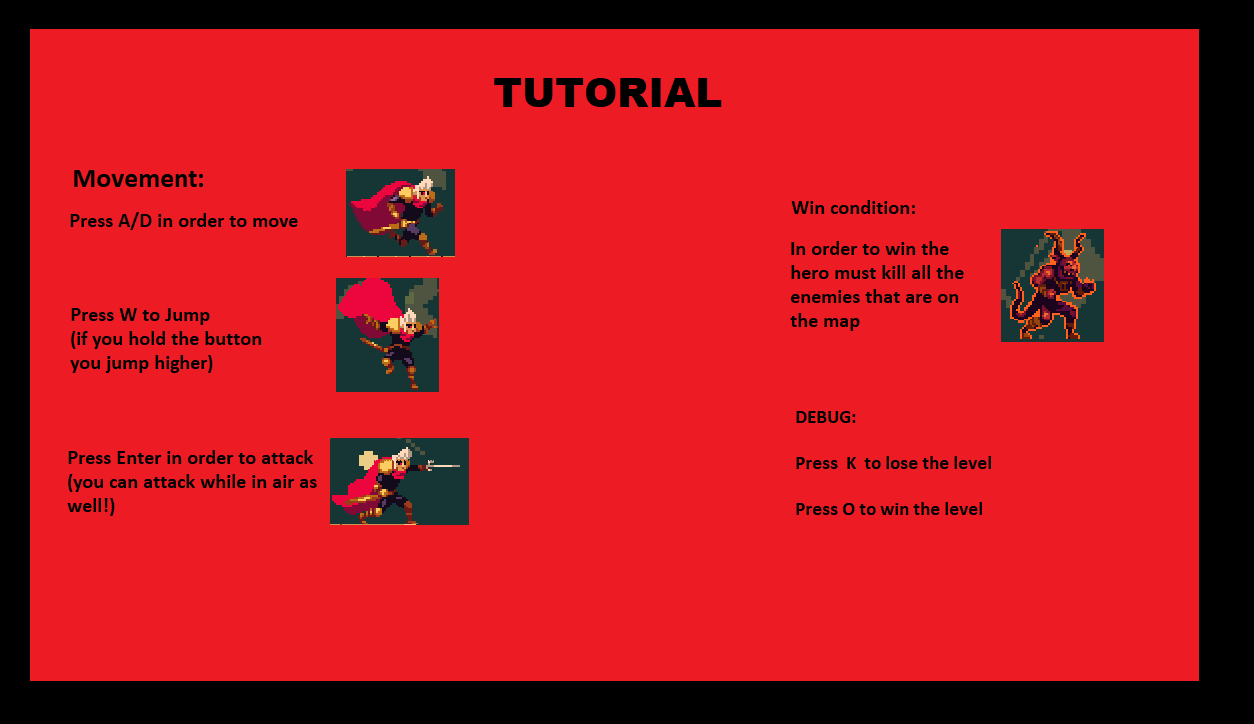 TUTORIAL
Movement:
Press A/D in order to move
Press W to Jump
(if you hold the button
you jump higher)
Press Enter in order to attack
(you can attack while in air as
well!)
Win condition:
In order to win the
hero must kill all the
enemies that are on
the map
DEBUG:
Press K to lose the level
Press O to win the level